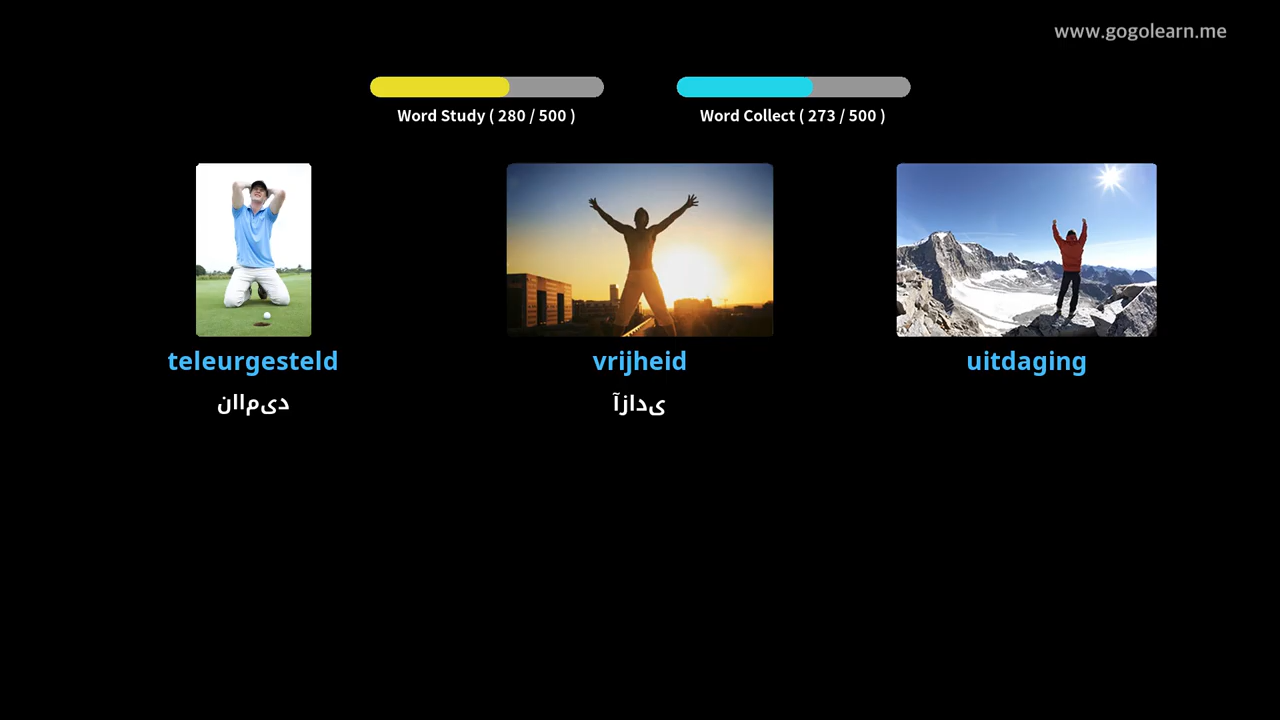 www.gogolearn.me
Word Study ( 280 / 500 )
Word Collect ( 273 / 500 )
teleurgesteld
دیماان
vrijheid
یدازآ
uitdaging